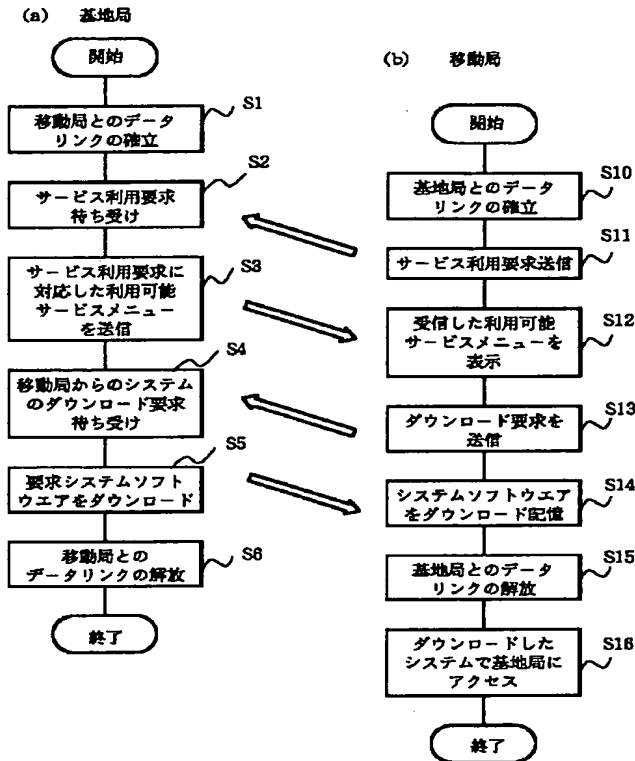 (a) 基地局
開始
S1
移動局とのデータ
リンクの確立
S2
サービス利用要求
待ち受け
S3
サービス利用要求に
対応した利用可能
サービスメニュー
を送信
S4
移動局からのシステム
のダウンロード要求
待ち受け
S5
要求システムソフト
ウエアをダウンロード
S6
移動局との
データリンクの解放
終了
(b) 移動局
開始
S10
基地局とのデータ
リンクの確立
S11
サービス利用要求送信
S12
受信した利用可能
サービスメニューを
表示
S13
ダウンロード要求を
送信
S14
システムソフトウエア
をダウンロード記憶
S15
基地局とのデータ
リンクの解放
S16
ダウンロードした
システムで基地局に
アクセス
終了